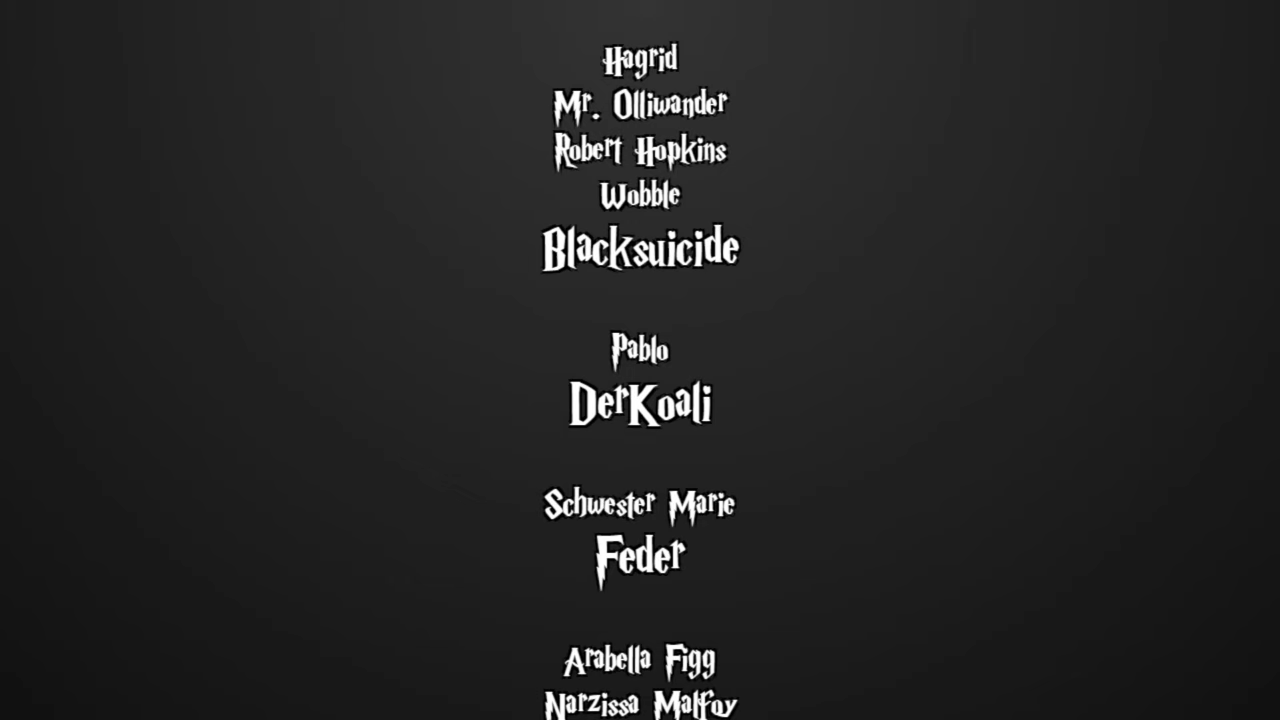 Hagrid
Mr. Olliwander
Robert Hopkins
Wobble
Blacksuicide
Pablo
DerKoali
Schwester Marie
Feder
Arabella Figg
Narzissa Malfoy